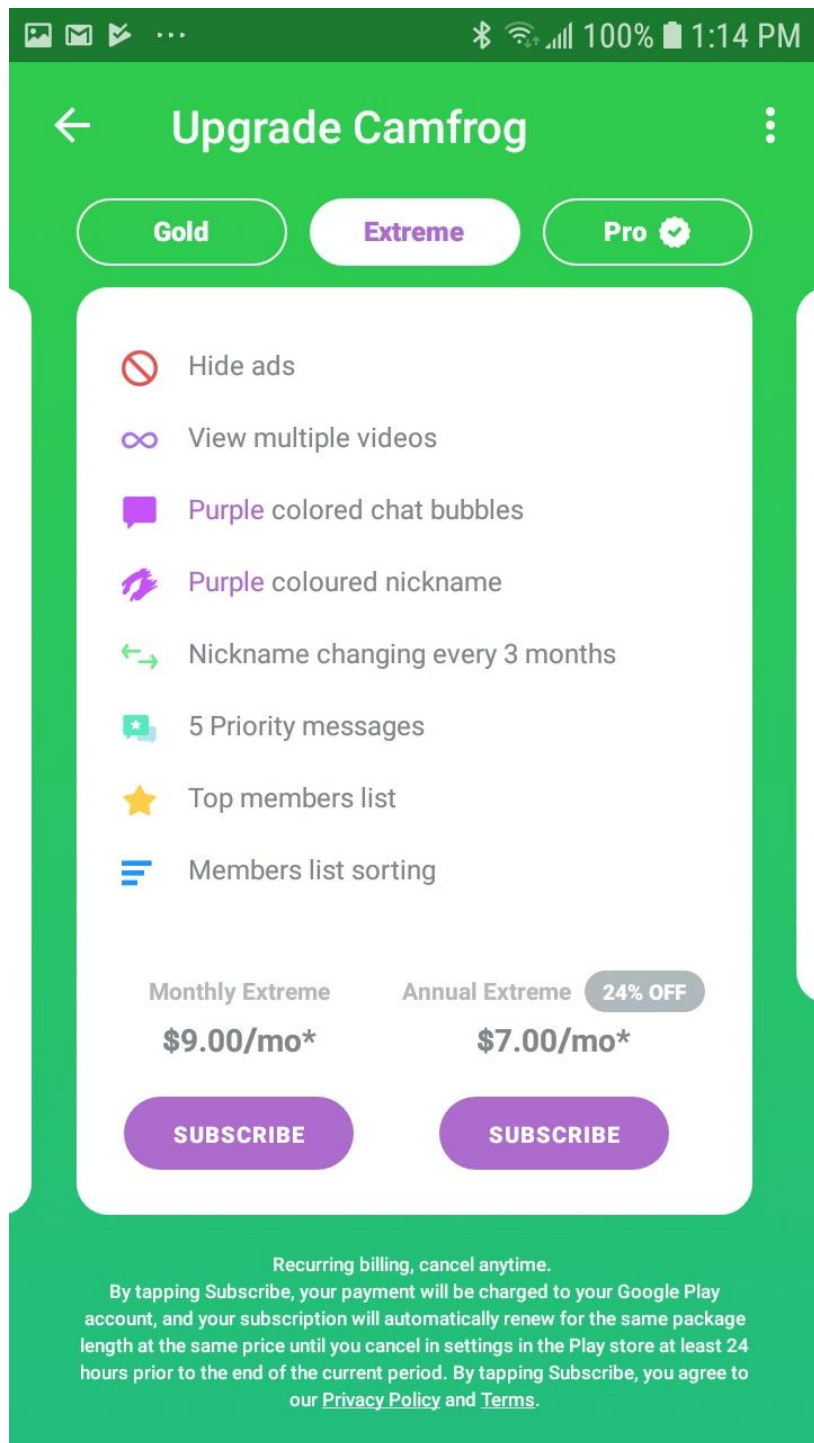 100% 1:14 PM
Upgrade Camfrog
Gold Extreme Pro
Hide ads
View multiple videos
Purple colored chat bubbles
Purple coloured nickname
Nickname changing every 3 months
5 Priority messages
Top members list
Members list sorting
Monthly Extreme Annual Extreme 24% OFF
$9.00/mo* $7.00/mo*
SUBSCRIBE SUBSCRIBE
Recurring billing, cancel anytime.
By tapping Subscribe, your payment will be charged to your Google Play
account, and your subscription will automatically renew for the same package
length at the same price until you cancel in settings in the Play store at least 24
hours prior to the end of the current period. By tapping Subscribe, you agree to
our Privacy Policy and Terms.